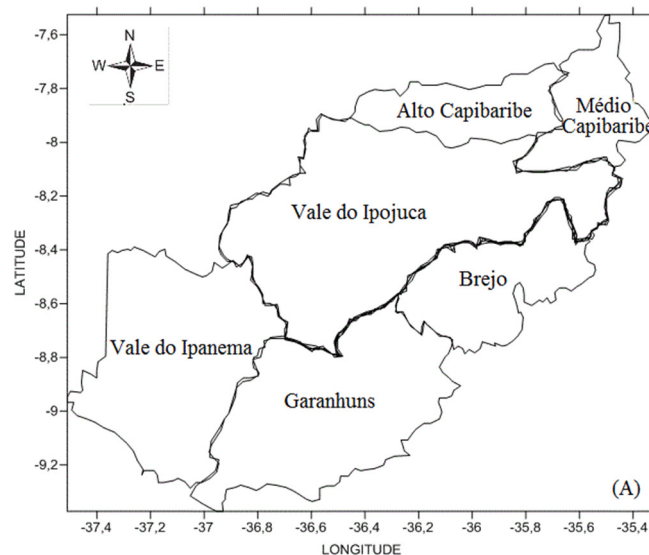 -7,6
-7,8
-8
-8,2
-8,4
-8,6
-8,8
-9
-9,2
LATITUDE
N
W E
S
Alto Capibaribe
Médio
Capibaribe
Vale do Ipojuca
Brejo
Vale do Ipanema
Garanhuns
(A)
-37,4 -37,2 -37 -36,8 -36,6 -36,4 -36,2 -36 -35,8 -35,6 -35,4
LONGITUDE